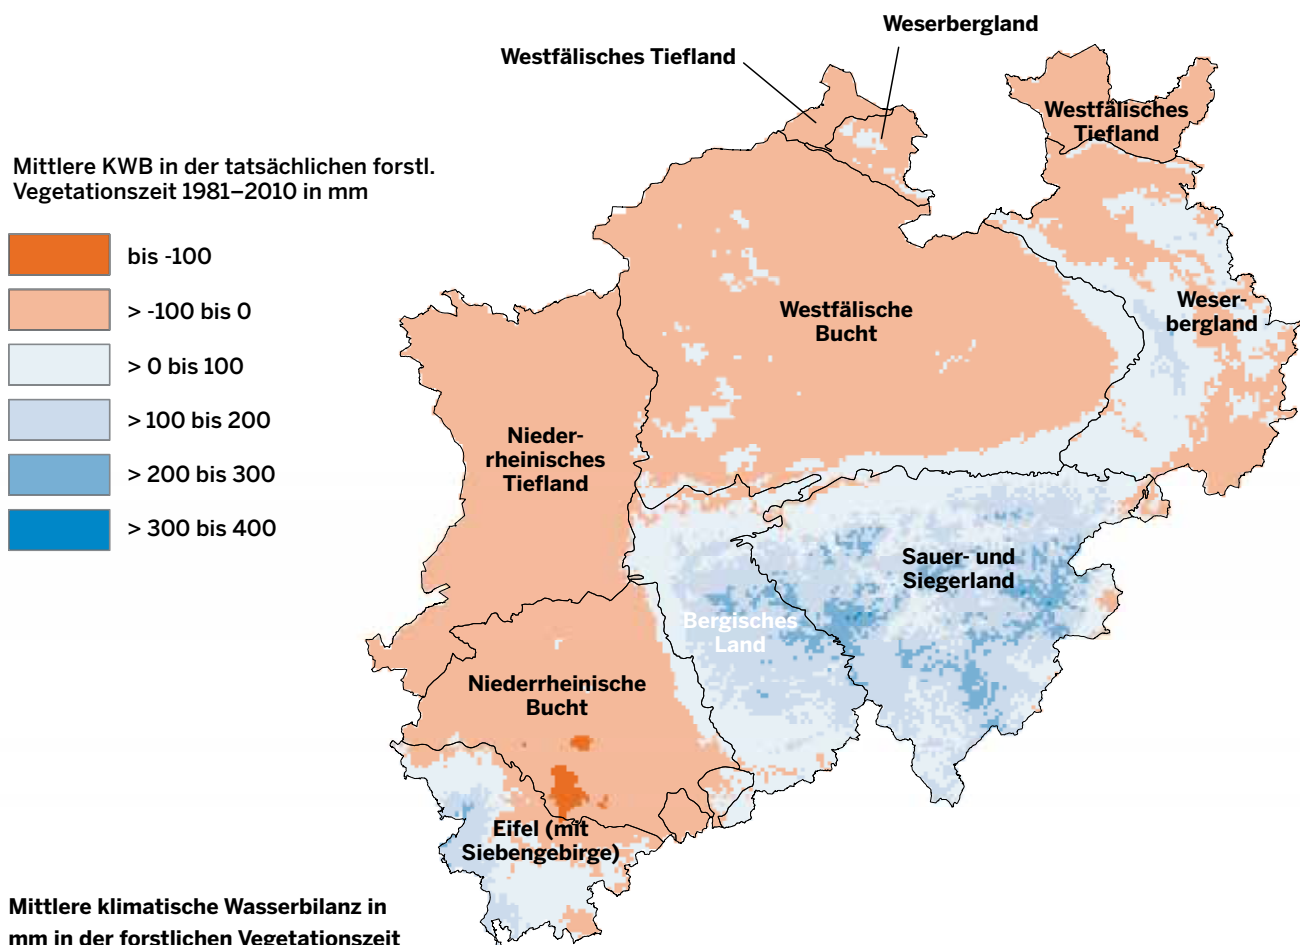 Weserbergland
Westfälisches Tiefland
Westfälisches
Tiefland
Mittlere KWB in der tatsächlichen forstl.
Vegetationszeit 1981–2010 in mm
bis -100
> -100 bis 0
> 0 bis 100
> 100 bis 200
> 200 bis 300
> 300 bis 400
Westfälische
Bucht
Weser-
bergland
Nieder-
rheinisches
Tiefland
Sauer- und
Siegerland
Bergisches
Land
Niederrheinische
Bucht
Eifel (mit
Siebengebirge)
Mittlere klimatische Wasserbilanz in
mm in der forstlichen Vegetationszeit